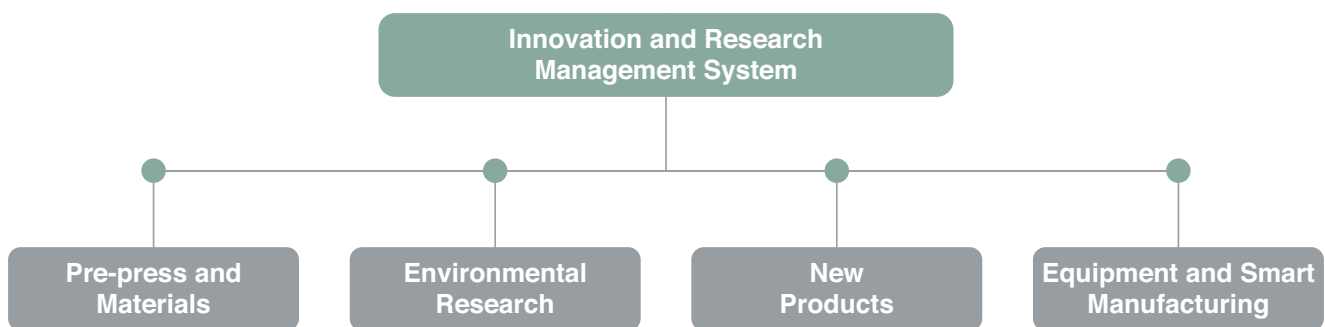 Innovation and Research
Management System
Pre-press and
Materials
Environmental
Research
New
Products
Equipment and Smart
Manufacturing